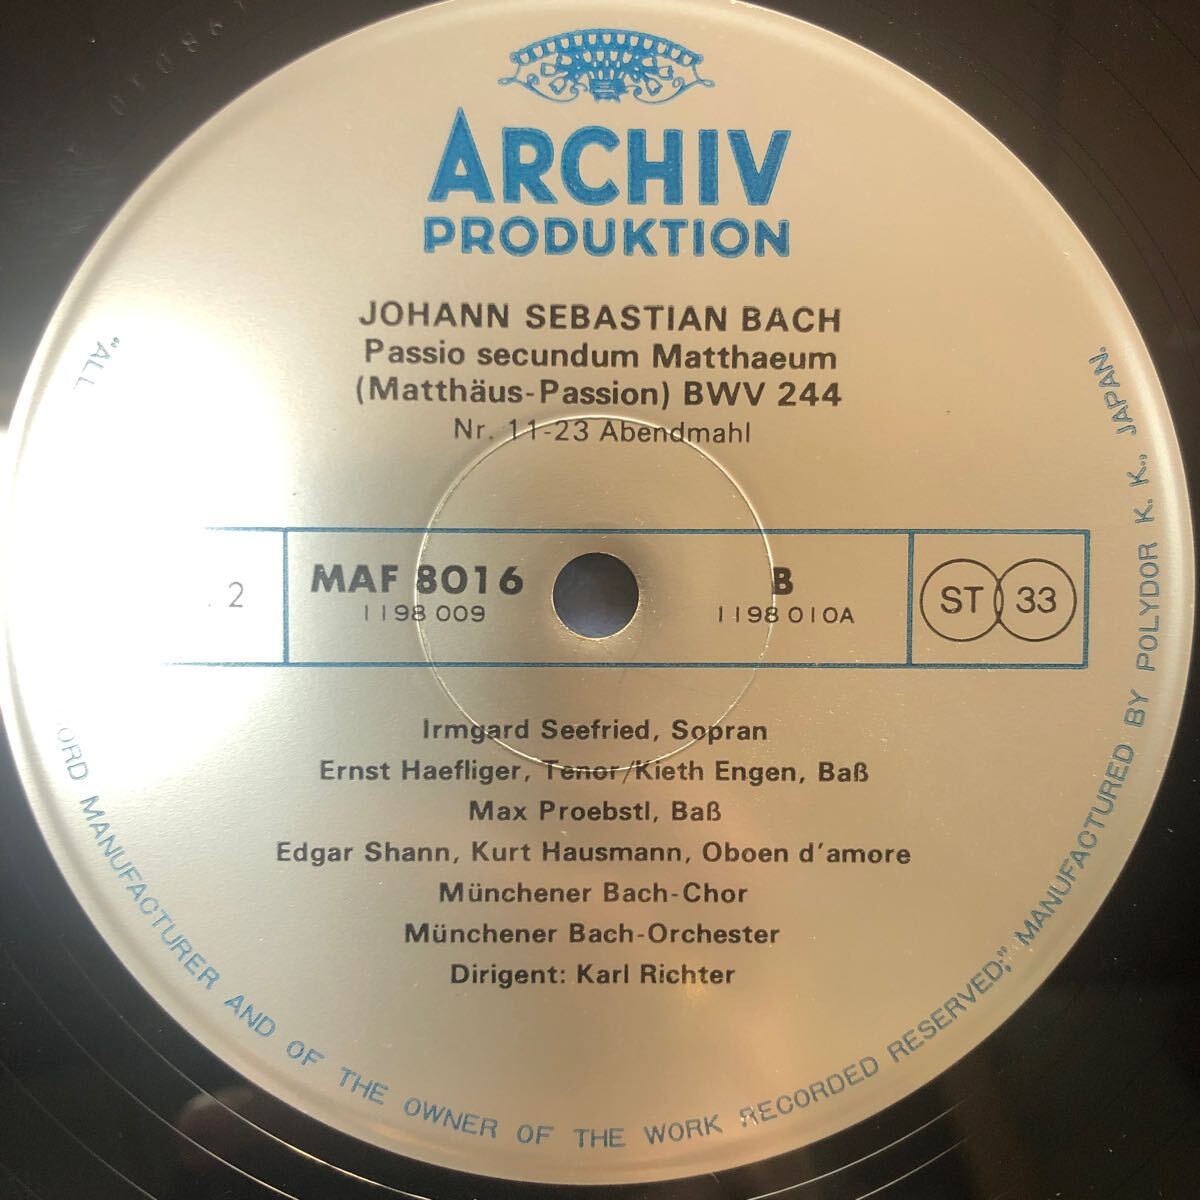 ARCHIV
PRODUKTION
JOHANN SEBASTIAN BACH
Passio secundum Matthaeum
(Matthäus-Passion) BWV 244
Nr. 11-23 Abendmahl
2
MAF 8016
1198 009
B
1198 010A
ST 33
Irmgard Seefried, Sopran
Ernst Haefliger, Tenor/Kieth Engen, Baß
Max Proebstl, Baß
Edgar Shann, Kurt Hausmann, Oboen d'amore
Münchener Bach-Chor
Münchener Bach-Orchester
Dirigent: Karl Richter
"ALL
ORD MANUFACTURER AND OF THE OWNER OF THE WORK RECORDED RESERVED;" MANUFACTURED BY POLYDOR K. K., JAPAN.